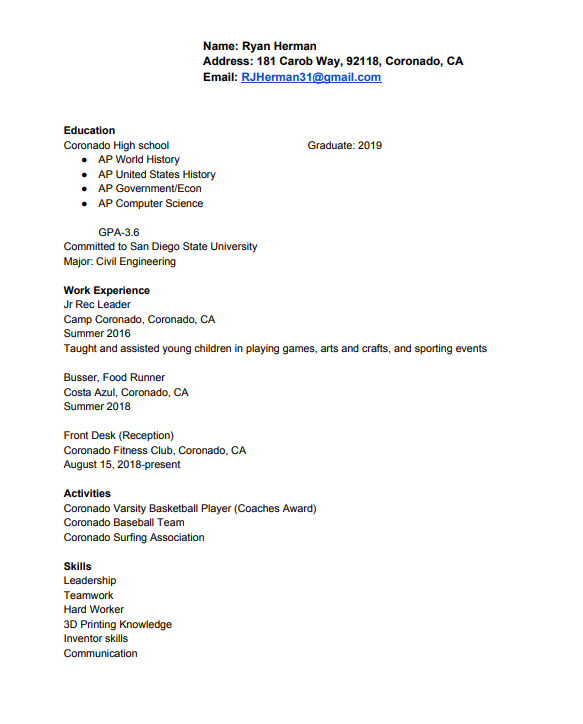 Name: Ryan Herman
Address: 181 Carob Way, 92118, Coronado, CA
Email: RJHerman31@gmail.com
Education
Coronado High school Graduate: 2019
● AP World History
● AP United States History
● AP Government/Econ
● AP Computer Science
GPA-3.6
Committed to San Diego State University
Major: Civil Engineering
Work Experience
Jr Rec Leader
Camp Coronado, Coronado, CA
Summer 2016
Taught and assisted young children in playing games, arts and crafts, and sporting events
Busser, Food Runner
Costa Azul, Coronado, CA
Summer 2018
Front Desk (Reception)
Coronado Fitness Club, Coronado, CA
August 15, 2018-present
Activities
Coronado Varsity Basketball Player (Coaches Award)
Coronado Baseball Team
Coronado Surfing Association
Skills
Leadership
Teamwork
Hard Worker
3D Printing Knowledge
Inventor skills
Communication